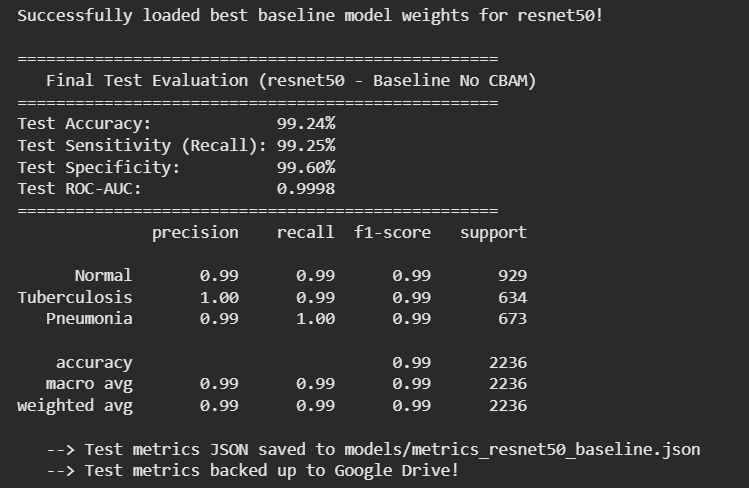 Successfully loaded best baseline model weights for resnet50!
==================================================
Final Test Evaluation (resnet50 - Baseline No CBAM)
==================================================
Test Accuracy: 99.24%
Test Sensitivity (Recall): 99.25%
Test Specificity: 99.60%
Test ROC-AUC: 0.9998
==================================================
precision recall f1-score support
Normal 0.99 0.99 0.99 929
Tuberculosis 1.00 0.99 0.99 634
Pneumonia 0.99 1.00 0.99 673
accuracy 0.99 2236
macro avg 0.99 0.99 0.99 2236
weighted avg 0.99 0.99 0.99 2236
--> Test metrics JSON saved to models/metrics_resnet50_baseline.json
--> Test metrics backed up to Google Drive!